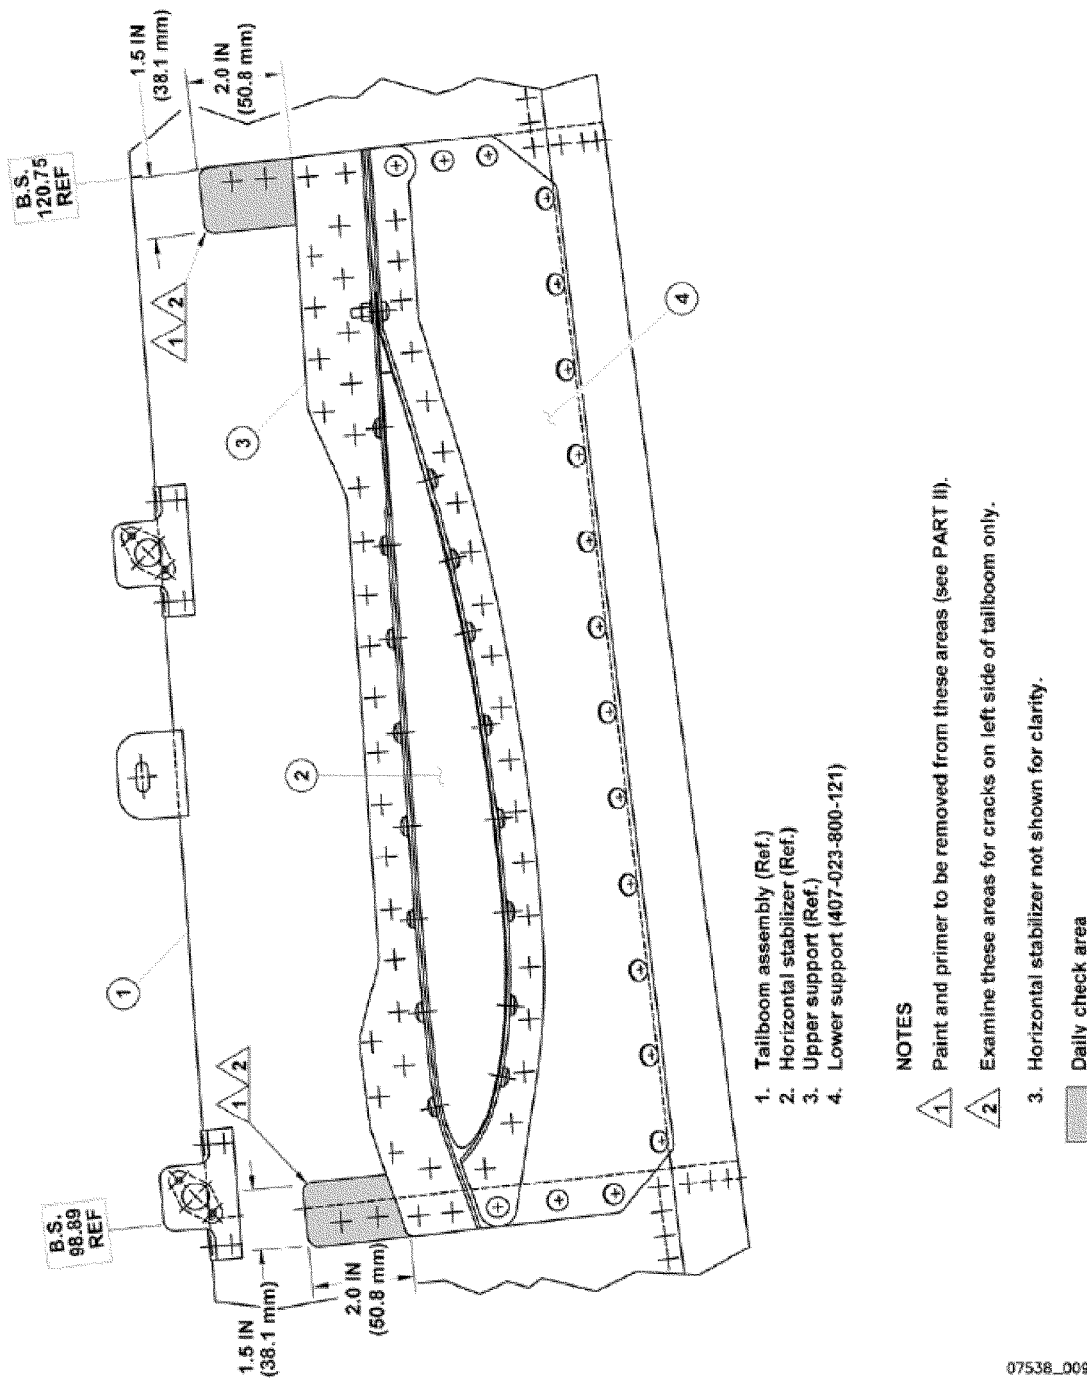 B.S.
98.89
REF
B.S.
120.75
REF
1.5 IN
(38.1 mm)
2.0 IN
(50.8 mm)
1.5 IN
(38.1 mm)
2.0 IN
(50.8 mm)
1
2
1
2
1
2
3
4
1. Tailboom assembly (Ref.)
2. Horizontal stabilizer (Ref.)
3. Upper support (Ref.)
4. Lower support (407-023-800-121)
NOTES
1 Paint and primer to be removed from these areas (see PART II).
2 Examine these areas for cracks on left side of tailboom only.
3. Horizontal stabilizer not shown for clarity.
Daily check area
07538_009